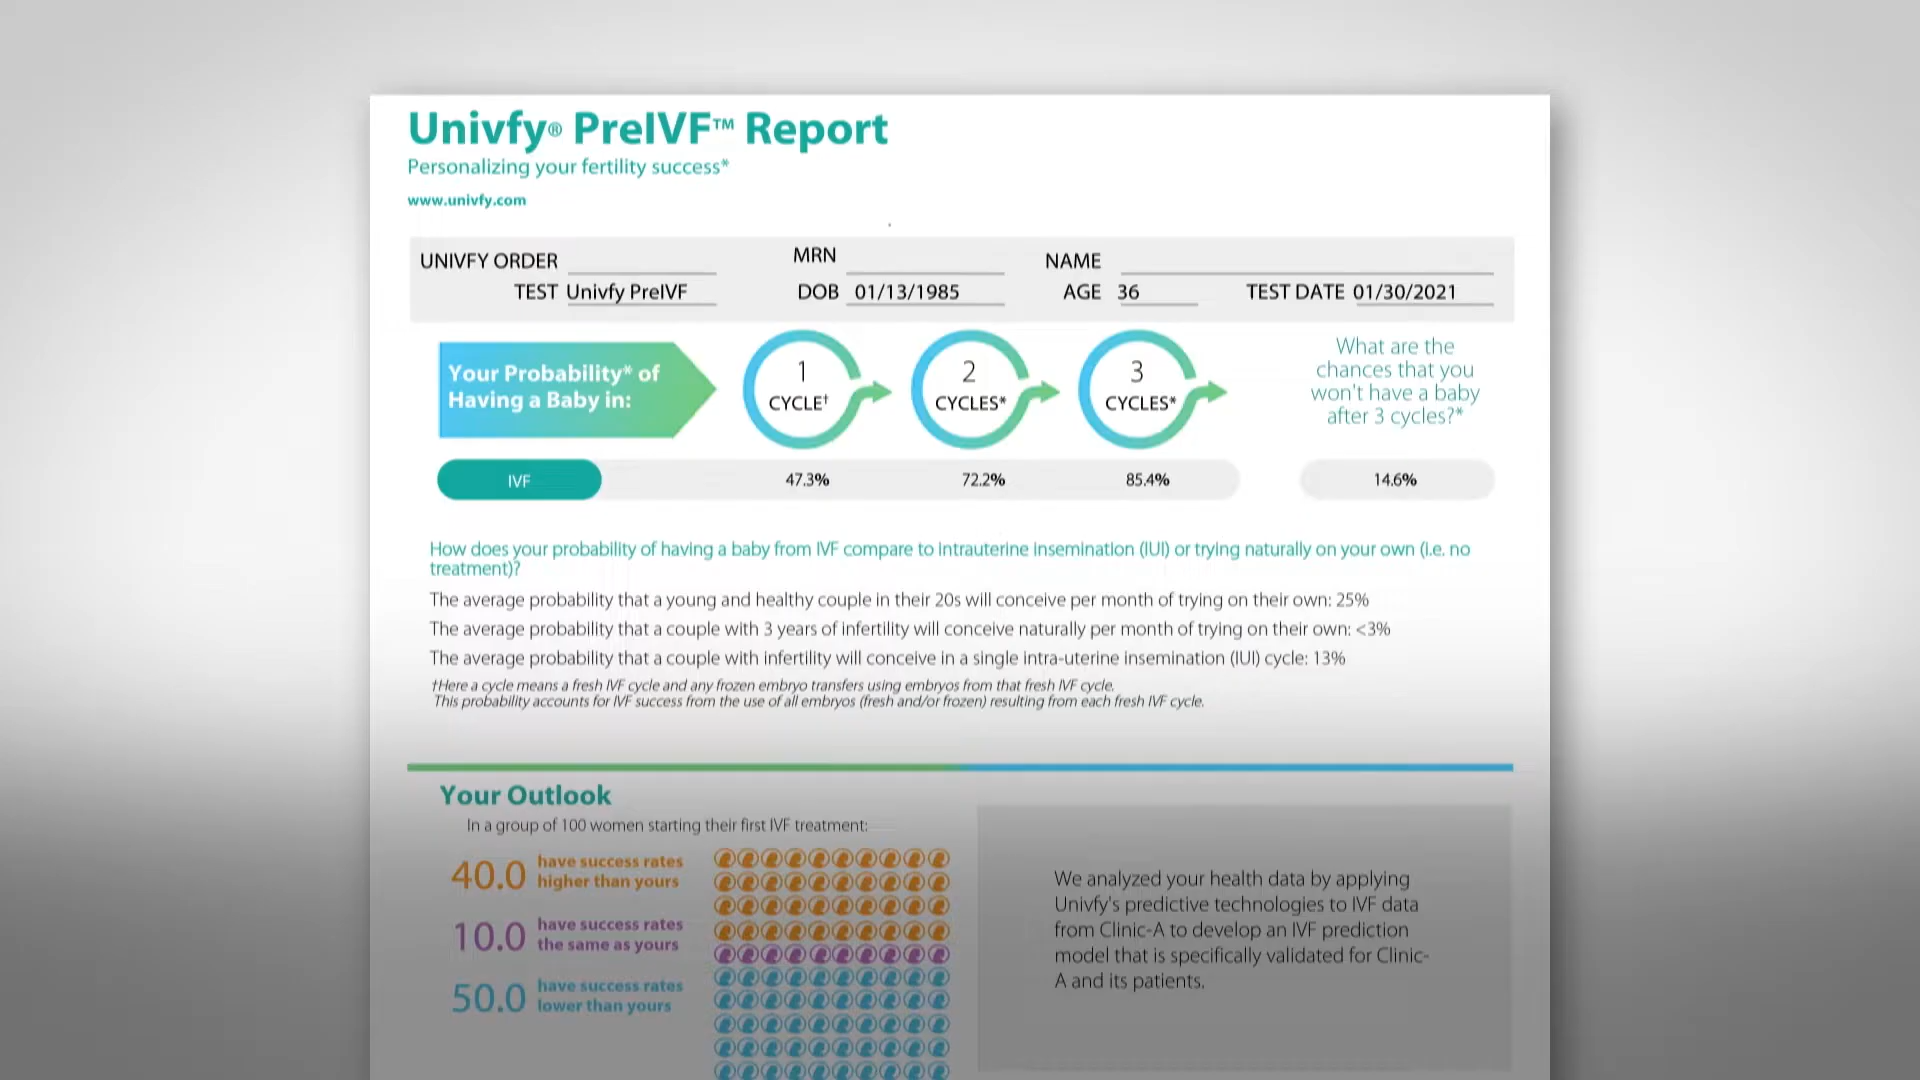 Univfy® PreIVF™ Report
Personalizing your fertility success*
www.univfy.com
UNIVFY ORDER
MRN
NAME
TEST Univfy PreIVF
DOB 01/13/1985
AGE 36
TEST DATE 01/30/2021
Your Probability* of
Having a Baby in:
1
CYCLE†
2
CYCLES*
3
CYCLES*
What are the
chances that you
won't have a baby
after 3 cycles?*
IVF
47.3%
72.2%
85.4%
14.6%
How does your probability of having a baby from IVF compare to intrauterine insemination (IUI) or trying naturally on your own (i.e. no
treatment)?
The average probability that a young and healthy couple in their 20s will conceive per month of trying on their own: 25%
The average probability that a couple with 3 years of infertility will conceive naturally per month of trying on their own: <3%
The average probability that a couple with infertility will conceive in a single intra-uterine insemination (IUI) cycle: 13%
†Here a cycle means a fresh IVF cycle and any frozen embryo transfers using embryos from that fresh IVF cycle.
This probability accounts for IVF success from the use of all embryos (fresh and/or frozen) resulting from each fresh IVF cycle.
Your Outlook
In a group of 100 women starting their first IVF treatment:
40.0
have success rates
higher than yours
10.0
have success rates
the same as yours
50.0
have success rates
lower than yours
We analyzed your health data by applying
Univfy's predictive technologies to IVF data
from Clinic-A to develop an IVF prediction
model that is specifically validated for Clinic-
A and its patients.